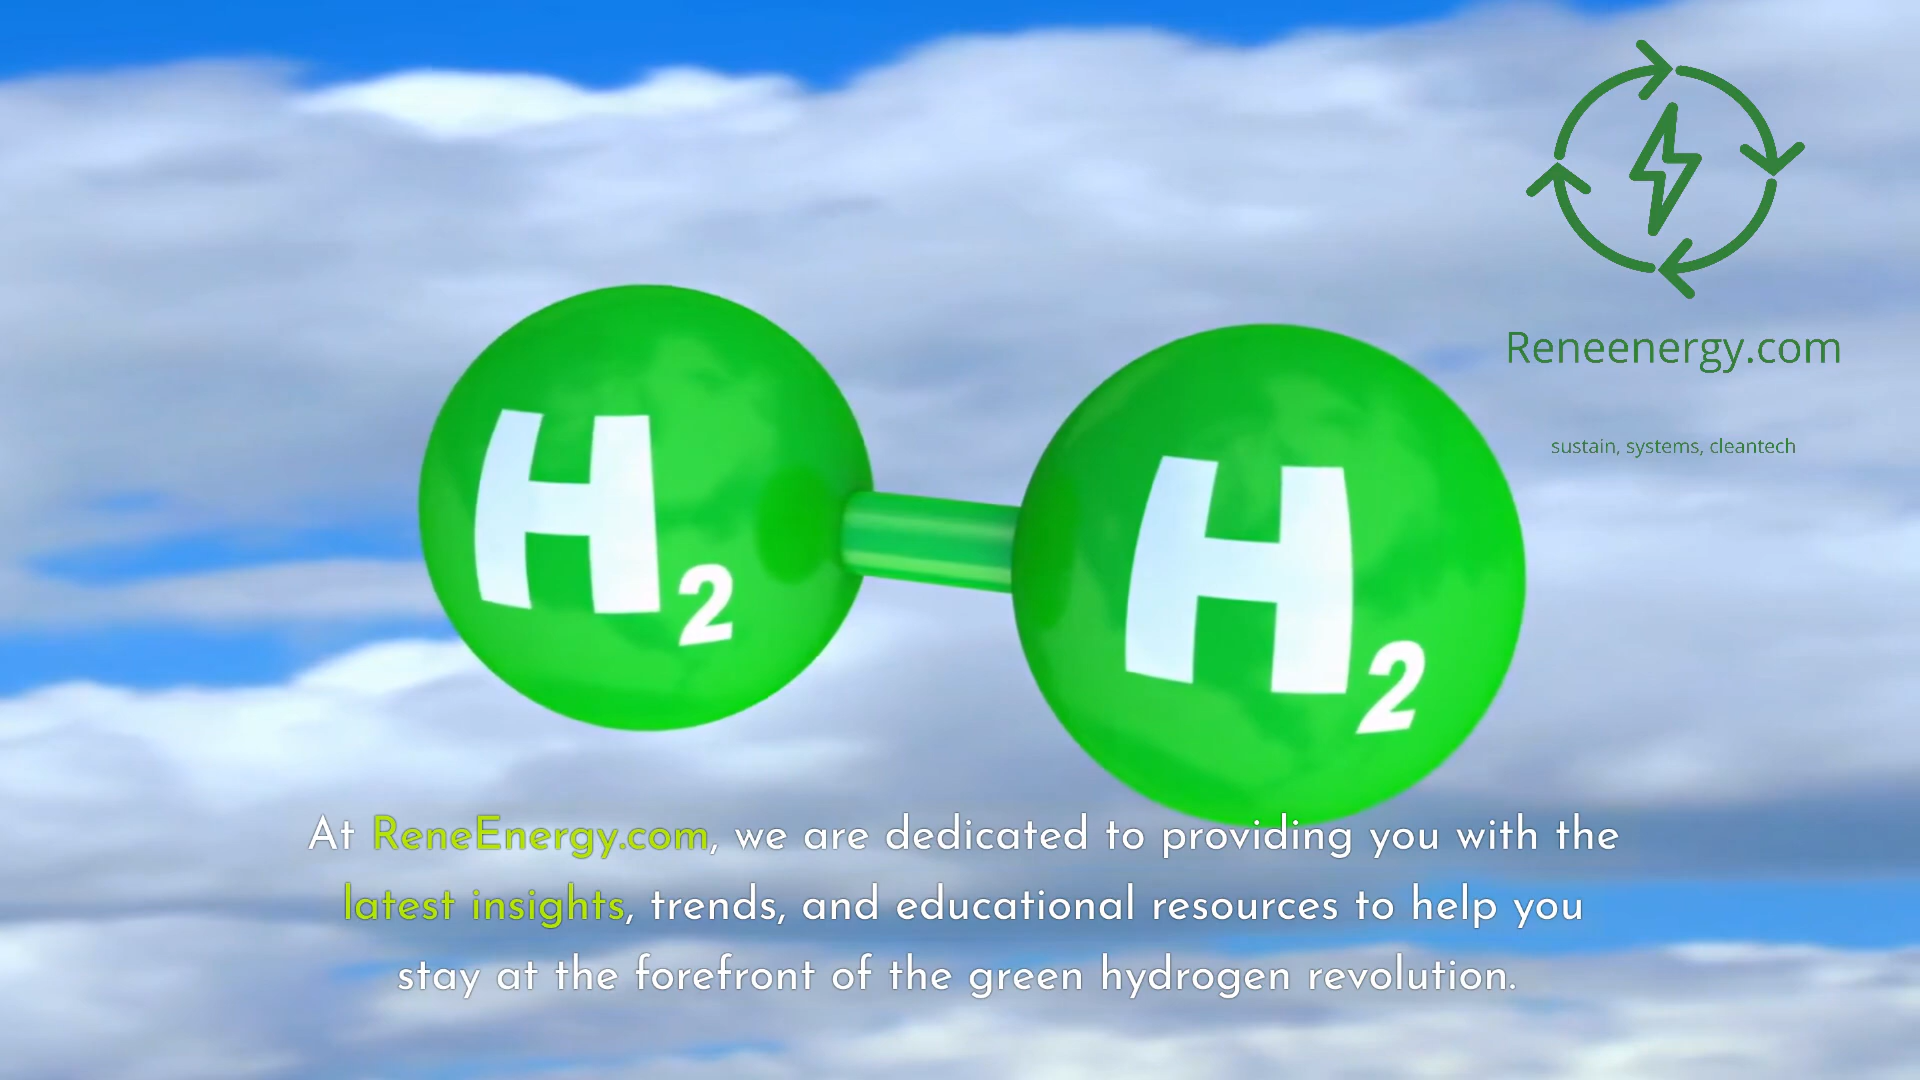 Reneenergy.com
sustain, systems, cleantech
H2
H2
At ReneEnergy.com, we are dedicated to providing you with the
latest insights, trends, and educational resources to help you
stay at the forefront of the green hydrogen revolution.